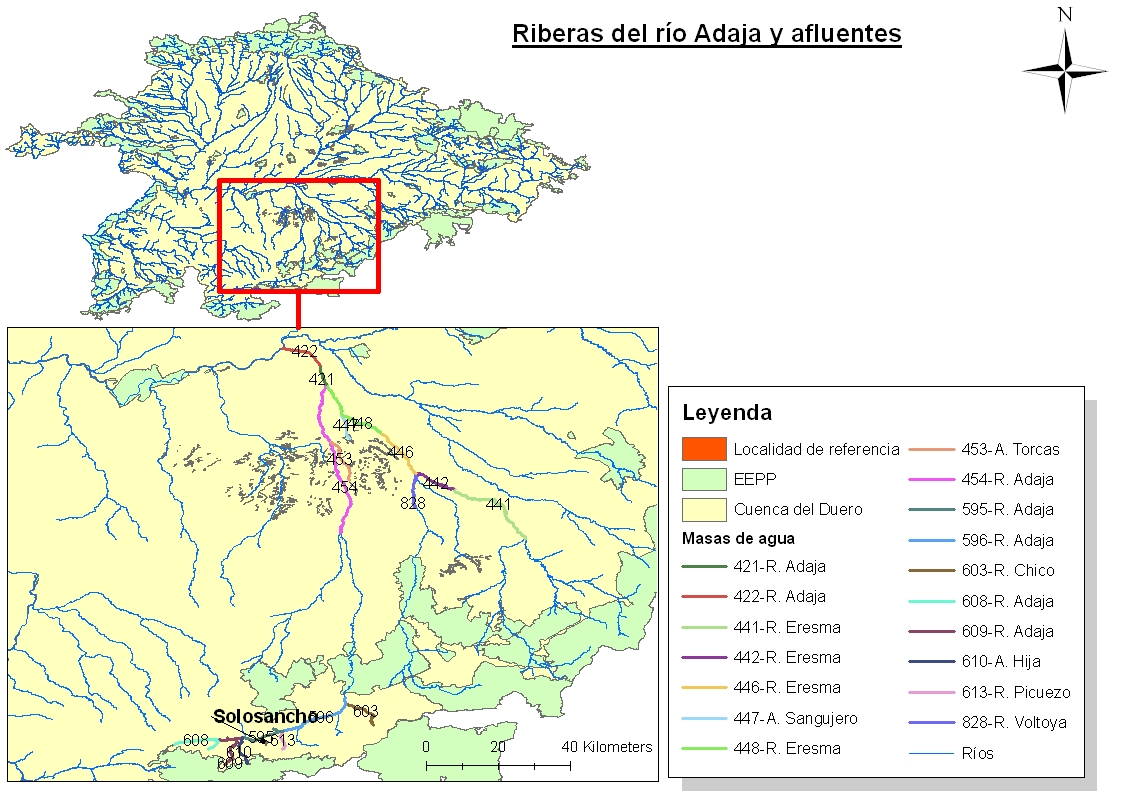 Riberas del río Adaja y afluentes
N
422
421
447
448
453
446
454
442
828
441
Solosancho
596
603
608
595
613
610
609
0 20 40 Kilometers
Leyenda
Localidad de referencia
EEPP
Cuenca del Duero
Masas de agua
421-R. Adaja
422-R. Adaja
441-R. Eresma
442-R. Eresma
446-R. Eresma
447-A. Sangujero
448-R. Eresma
453-A. Torcas
454-R. Adaja
595-R. Adaja
596-R. Adaja
603-R. Chico
608-R. Adaja
609-R. Adaja
610-A. Hija
613-R. Picuezo
828-R. Voltoya
Ríos